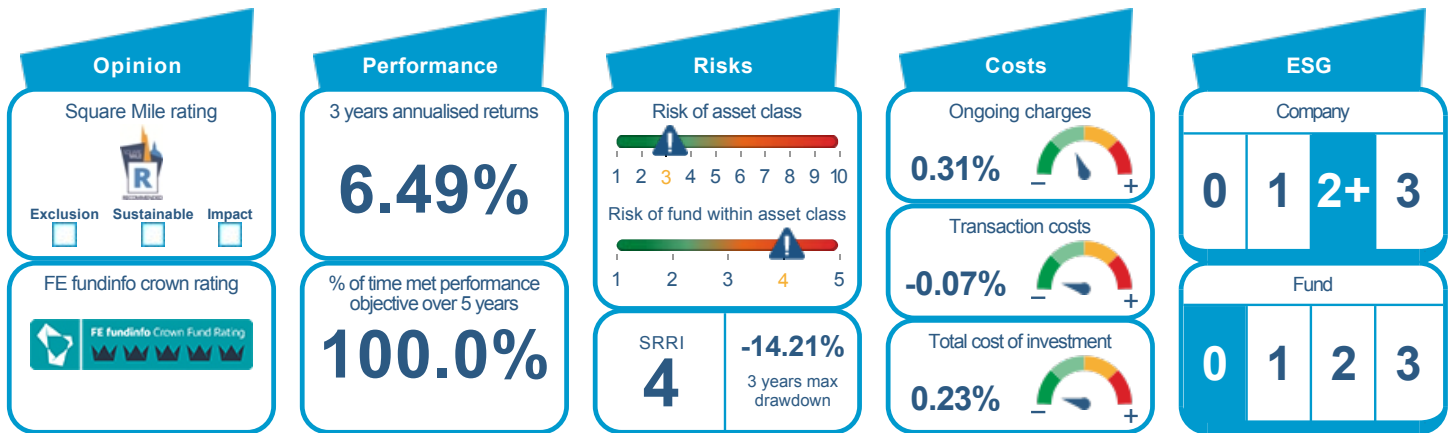 Opinion
Square Mile rating
R
RECOMMENDED
Exclusion Sustainable Impact
FE fundinfo crown rating
FE fundinfo Crown Fund Rating
Performance
3 years annualised returns
6.49%
% of time met performance
objective over 5 years
100.0%
Risks
Risk of asset class
1 2 3 4 5 6 7 8 9 10
Risk of fund within asset class
1 2 3 4 5
SRRI
4
-14.21%
3 years max
drawdown
Costs
Ongoing charges
0.31%
– +
Transaction costs
-0.07%
– +
Total cost of investment
0.23%
– +
ESG
Company
0 1 2+ 3
Fund
0 1 2 3